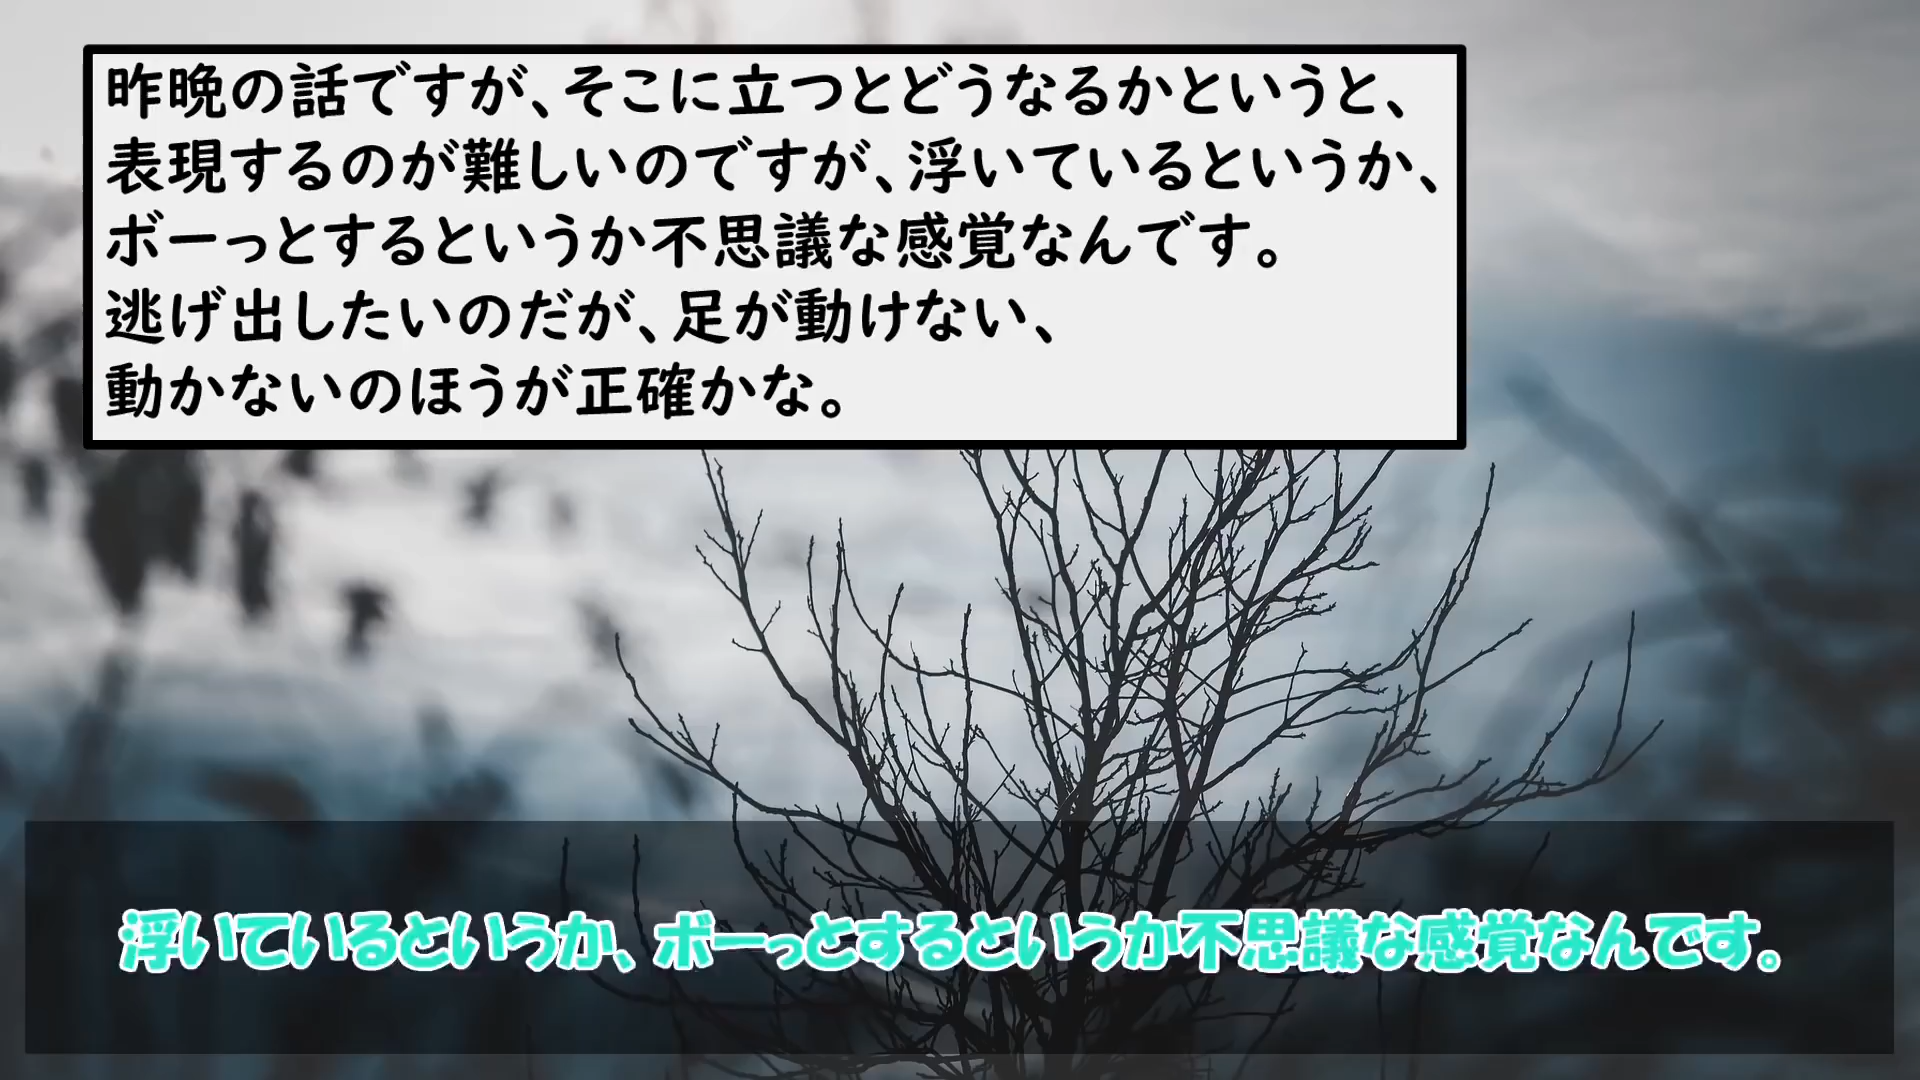 昨晩の話ですが、そこに立つとどうなるかというと、
表現するのが難しいのですが、浮いているというか、
ボーっとするというか不思議な感覚なんです。
逃げ出したいのだが、足が動けない、
動かないのほうが正確かな。
浮いているというか、ボーっとするというか不思議な感覚なんです。